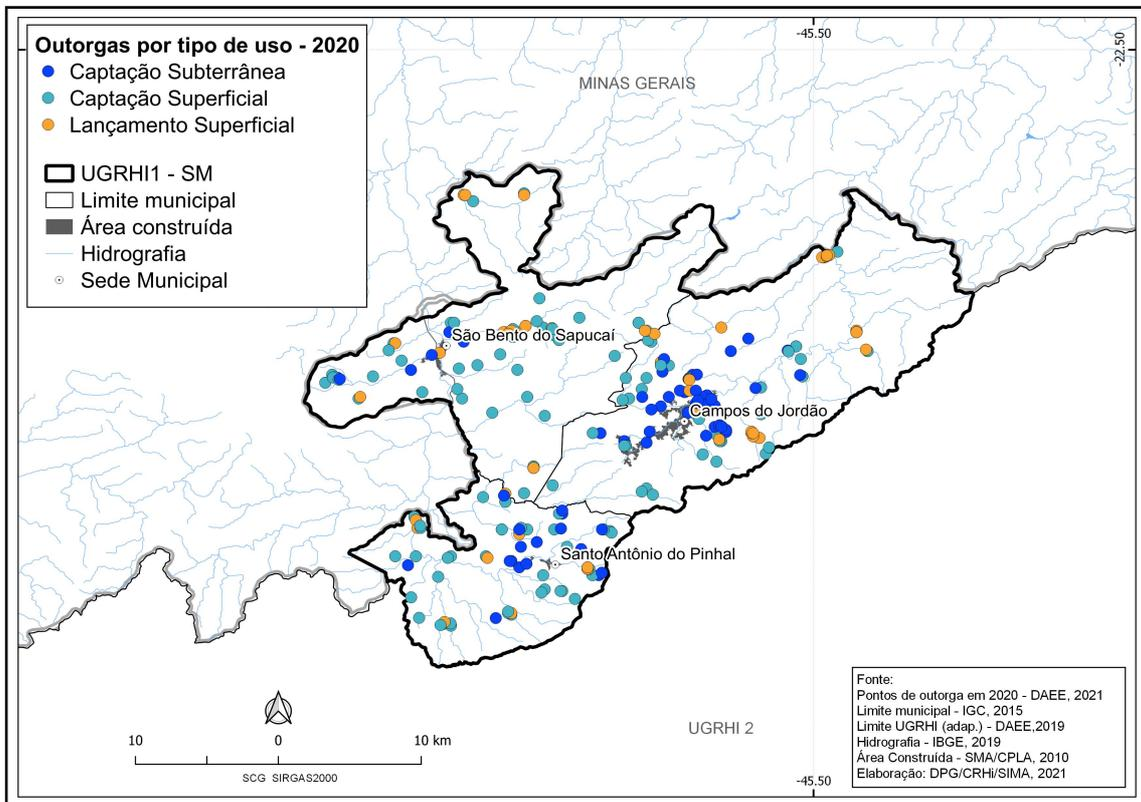 Outorgas por tipo de uso - 2020
Captação Subterrânea
Captação Superficial
Lançamento Superficial
UGRHI1 - SM
Limite municipal
Área construída
Hidrografia
Sede Municipal
-45.50
-22.50
MINAS GERAIS
São Bento do Sapucaí
Campos do Jordão
Santo Antônio do Pinhal
UGRHI 2
10 0 10 km
SCG SIRGAS2000
-45.50
Fonte:
Pontos de outorga em 2020 - DAEE, 2021
Limite municipal - IGC, 2015
Limite UGRHI (adap.) - DAEE,2019
Hidrografia - IBGE, 2019
Área Construída - SMA/CPLA, 2010
Elaboração: DPG/CRHi/SIMA, 2021